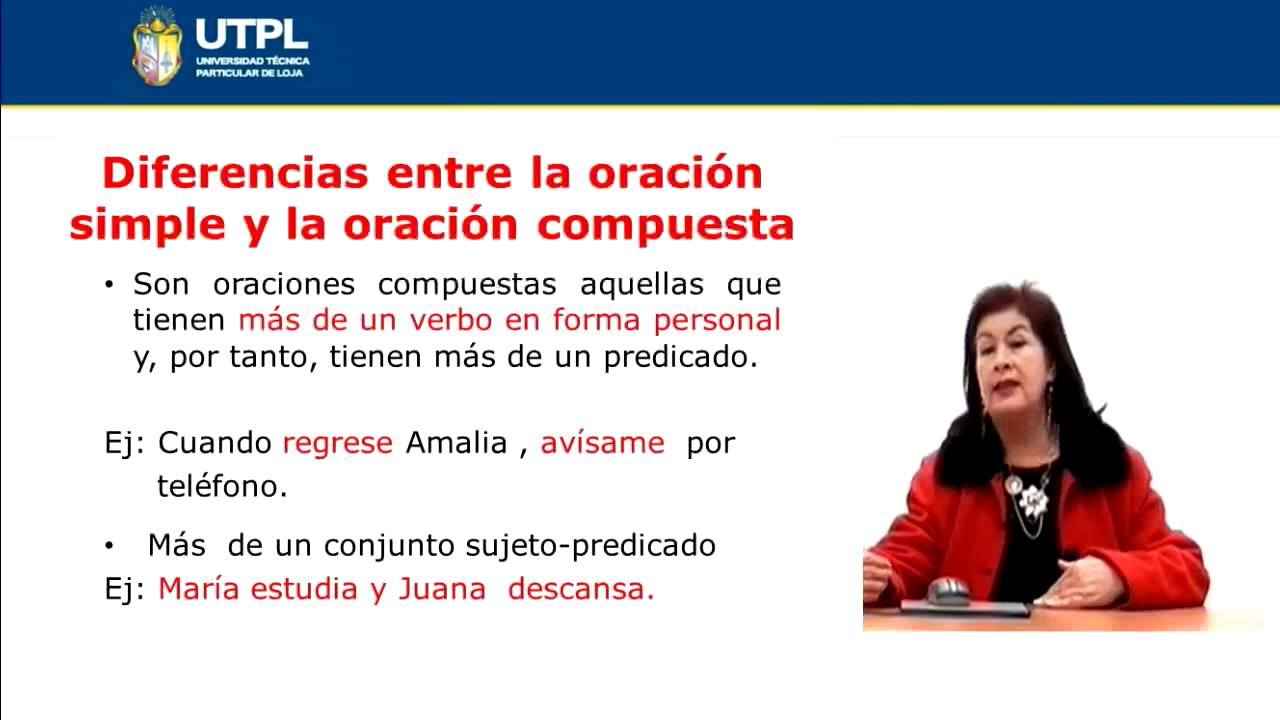 UTPL
UNIVERSIDAD TÉCNICA
PARTICULAR DE LOJA
Diferencias entre la oración
simple y la oración compuesta
• Son oraciones compuestas aquellas que
tienen más de un verbo en forma personal
y, por tanto, tienen más de un predicado.
Ej: Cuando regrese Amalia , avísame por
teléfono.
• Más de un conjunto sujeto-predicado
Ej: María estudia y Juana descansa.